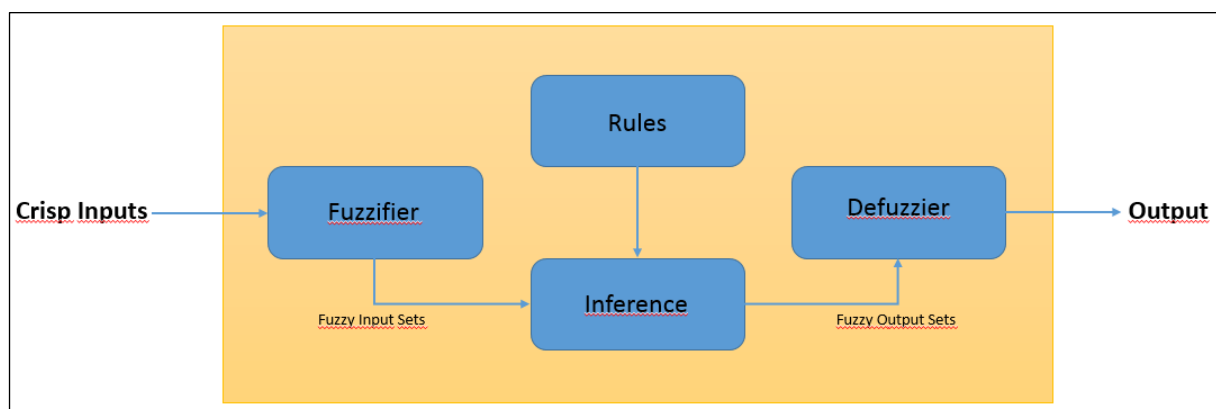 Rules
Crisp Inputs
Fuzzifier
Defuzzier
Output
Inference
Fuzzy Input Sets
Fuzzy Output Sets